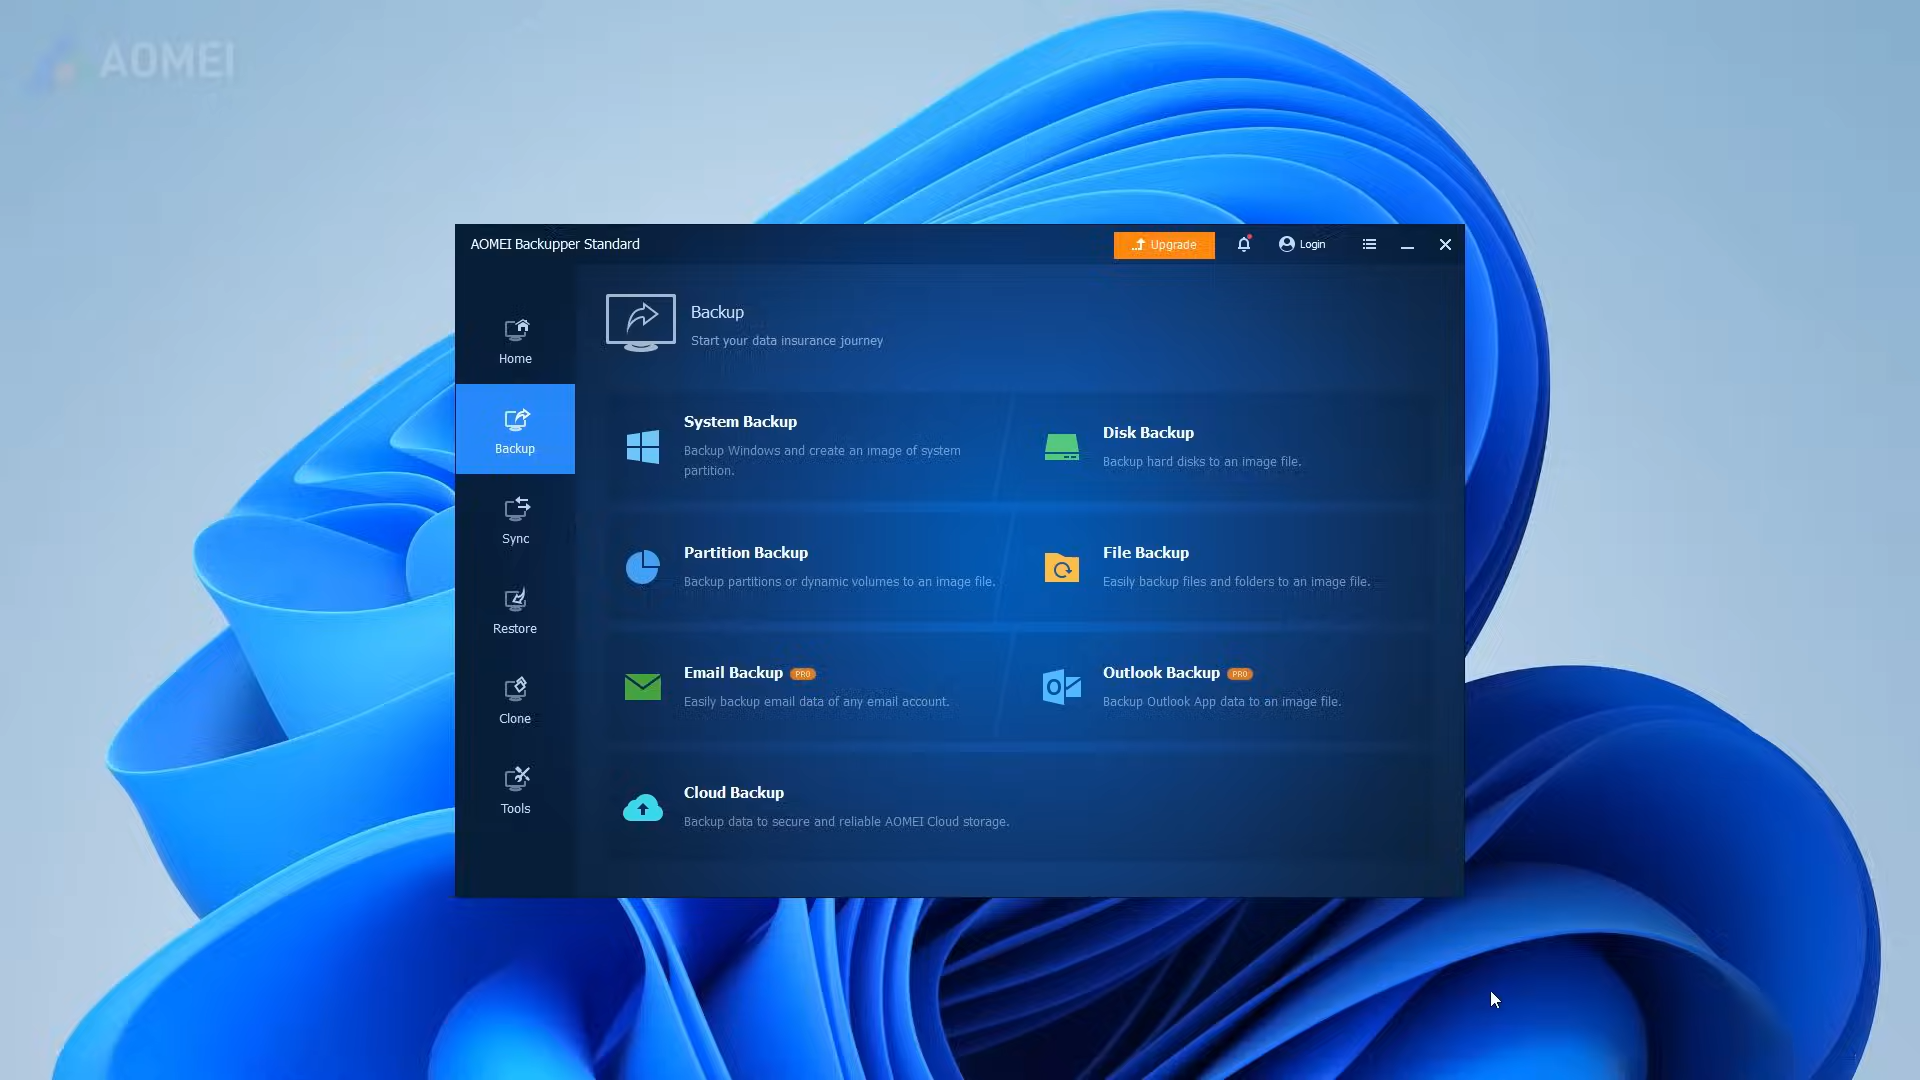 AOMEI
AOMEI Backupper Standard
Upgrade
Login
Home
Backup
Sync
Restore
Clone
Tools
Backup
Start your data insurance journey
System Backup
Backup Windows and create an image of system
partition.
Disk Backup
Backup hard disks to an image file.
Partition Backup
Backup partitions or dynamic volumes to an image file.
File Backup
Easily backup files and folders to an image file.
Email Backup PRO
Easily backup email data of any email account.
Outlook Backup PRO
Backup Outlook App data to an image file.
Cloud Backup
Backup data to secure and reliable AOMEI Cloud storage.